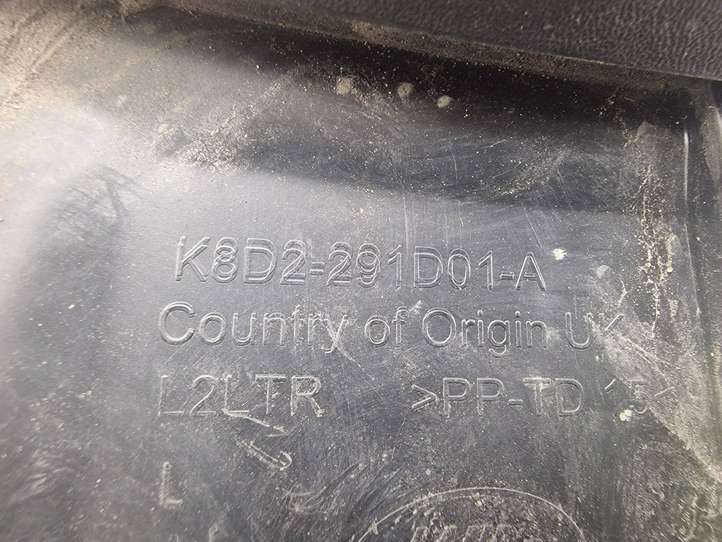 K8D2-291D01-A
Country of Origin UK
L2LTR >PP-TD 15<
L